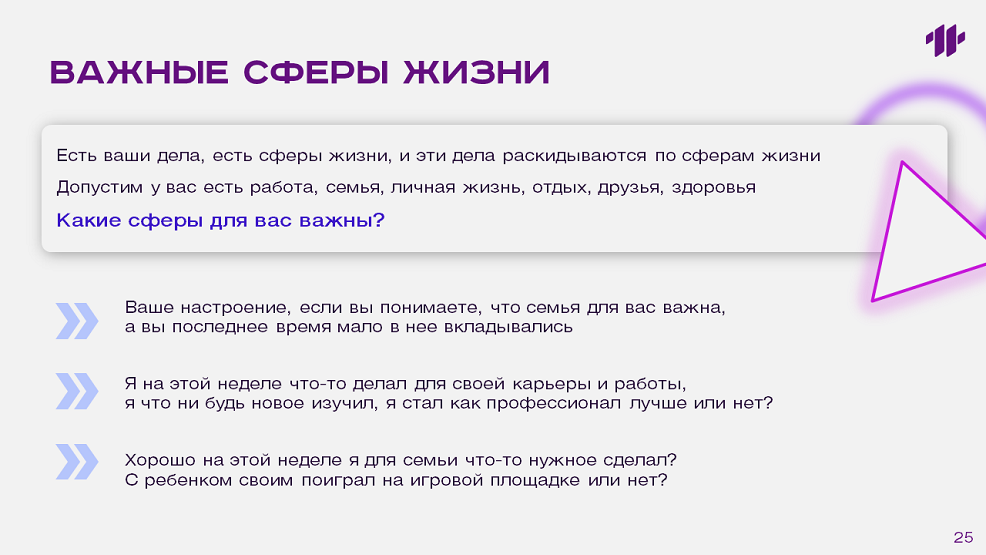 ВАЖНЫЕ СФЕРЫ ЖИЗНИ
Есть ваши дела, есть сферы жизни, и эти дела раскидываются по сферам жизни
Допустим у вас есть работа, семья, личная жизнь, отдых, друзья, здоровья
Какие сферы для вас важны?
Ваше настроение, если вы понимаете, что семья для вас важна,
а вы последнее время мало в нее вкладывались
Я на этой неделе что-то делал для своей карьеры и работы,
я что ни будь новое изучил, я стал как профессионал лучше или нет?
Хорошо на этой неделе я для семьи что-то нужное сделал?
С ребенком своим поиграл на игровой площадке или нет?
25